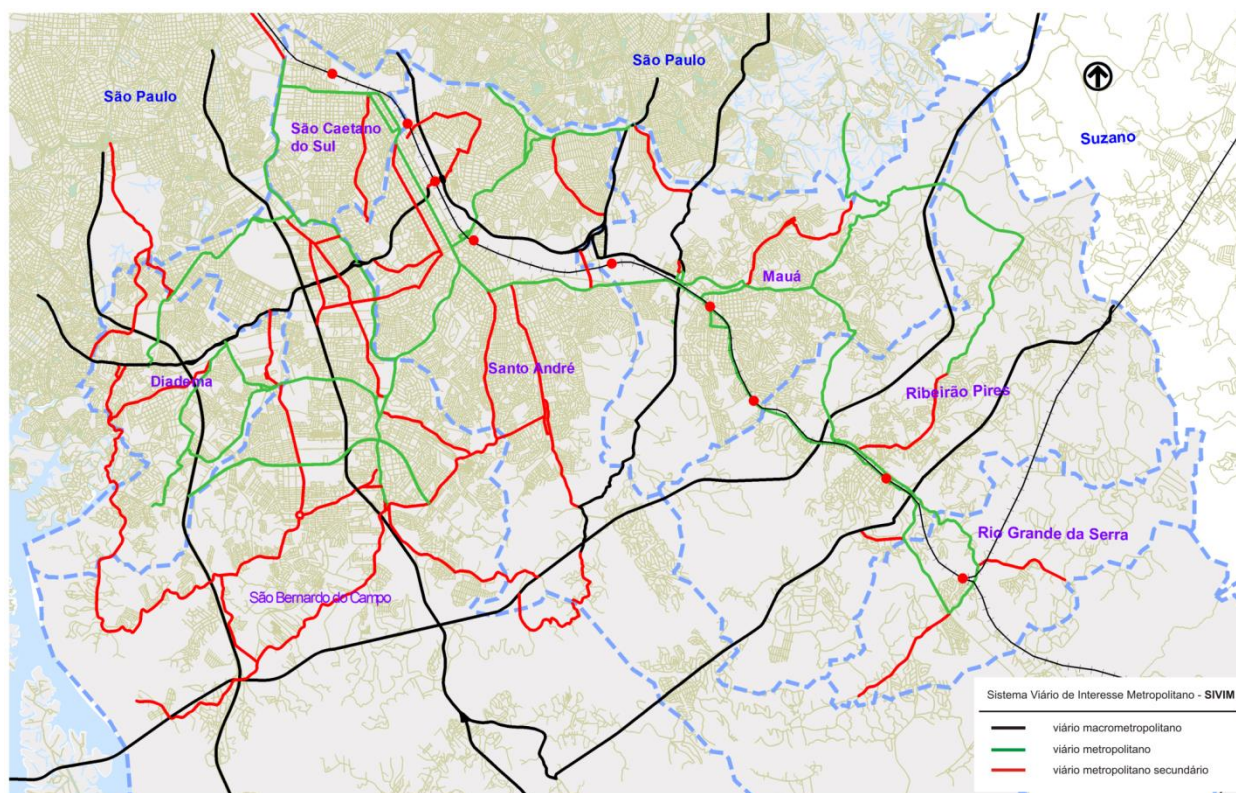 São Paulo
São Paulo
Suzano
São Caetano
do Sul
Mauá
Diadema
Santo André
Ribeirão Pires
Rio Grande da Serra
São Bernardo do Campo
Sistema Viário de Interesse Metropolitano - SIVIM
viário macrometropolitano
viário metropolitano
viário metropolitano secundário